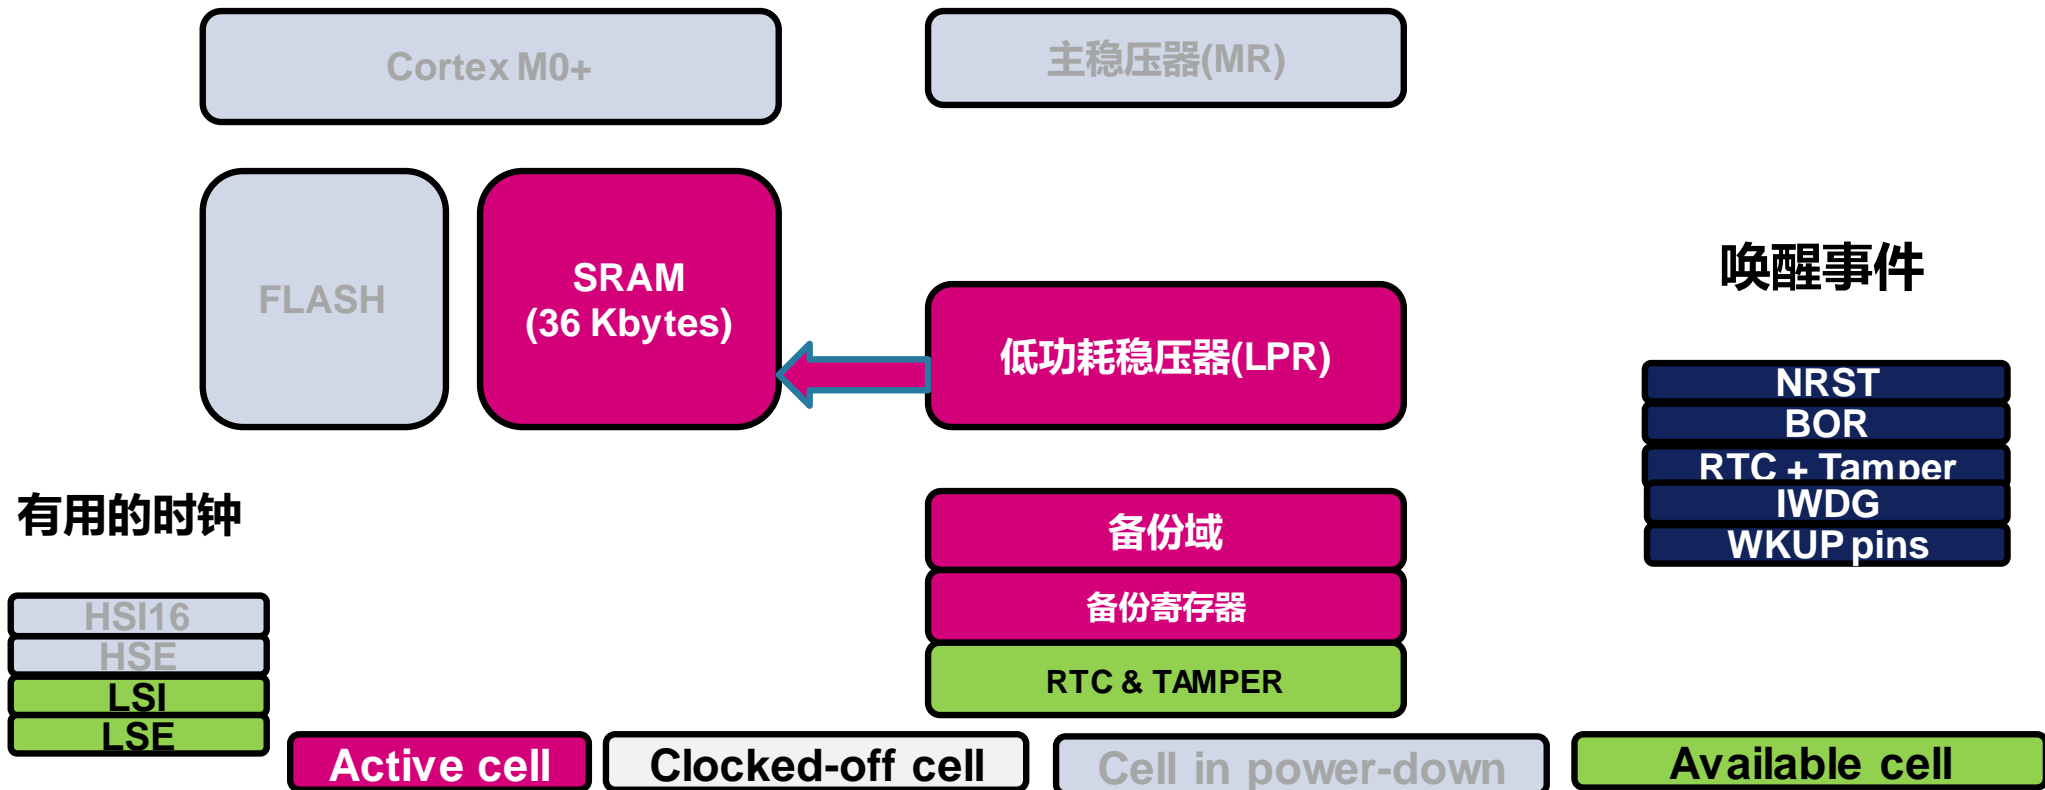 Cortex M0+
主稳压器(MR)
FLASH
SRAM
(36 Kbytes)
低功耗稳压器(LPR)
唤醒事件
NRST
BOR
RTC + Tamper
IWDG
WKUP pins
有用的时钟
HSI16
HSE
LSI
LSE
备份域
备份寄存器
RTC & TAMPER
Active cell
Clocked-off cell
Cell in power-down
Available cell